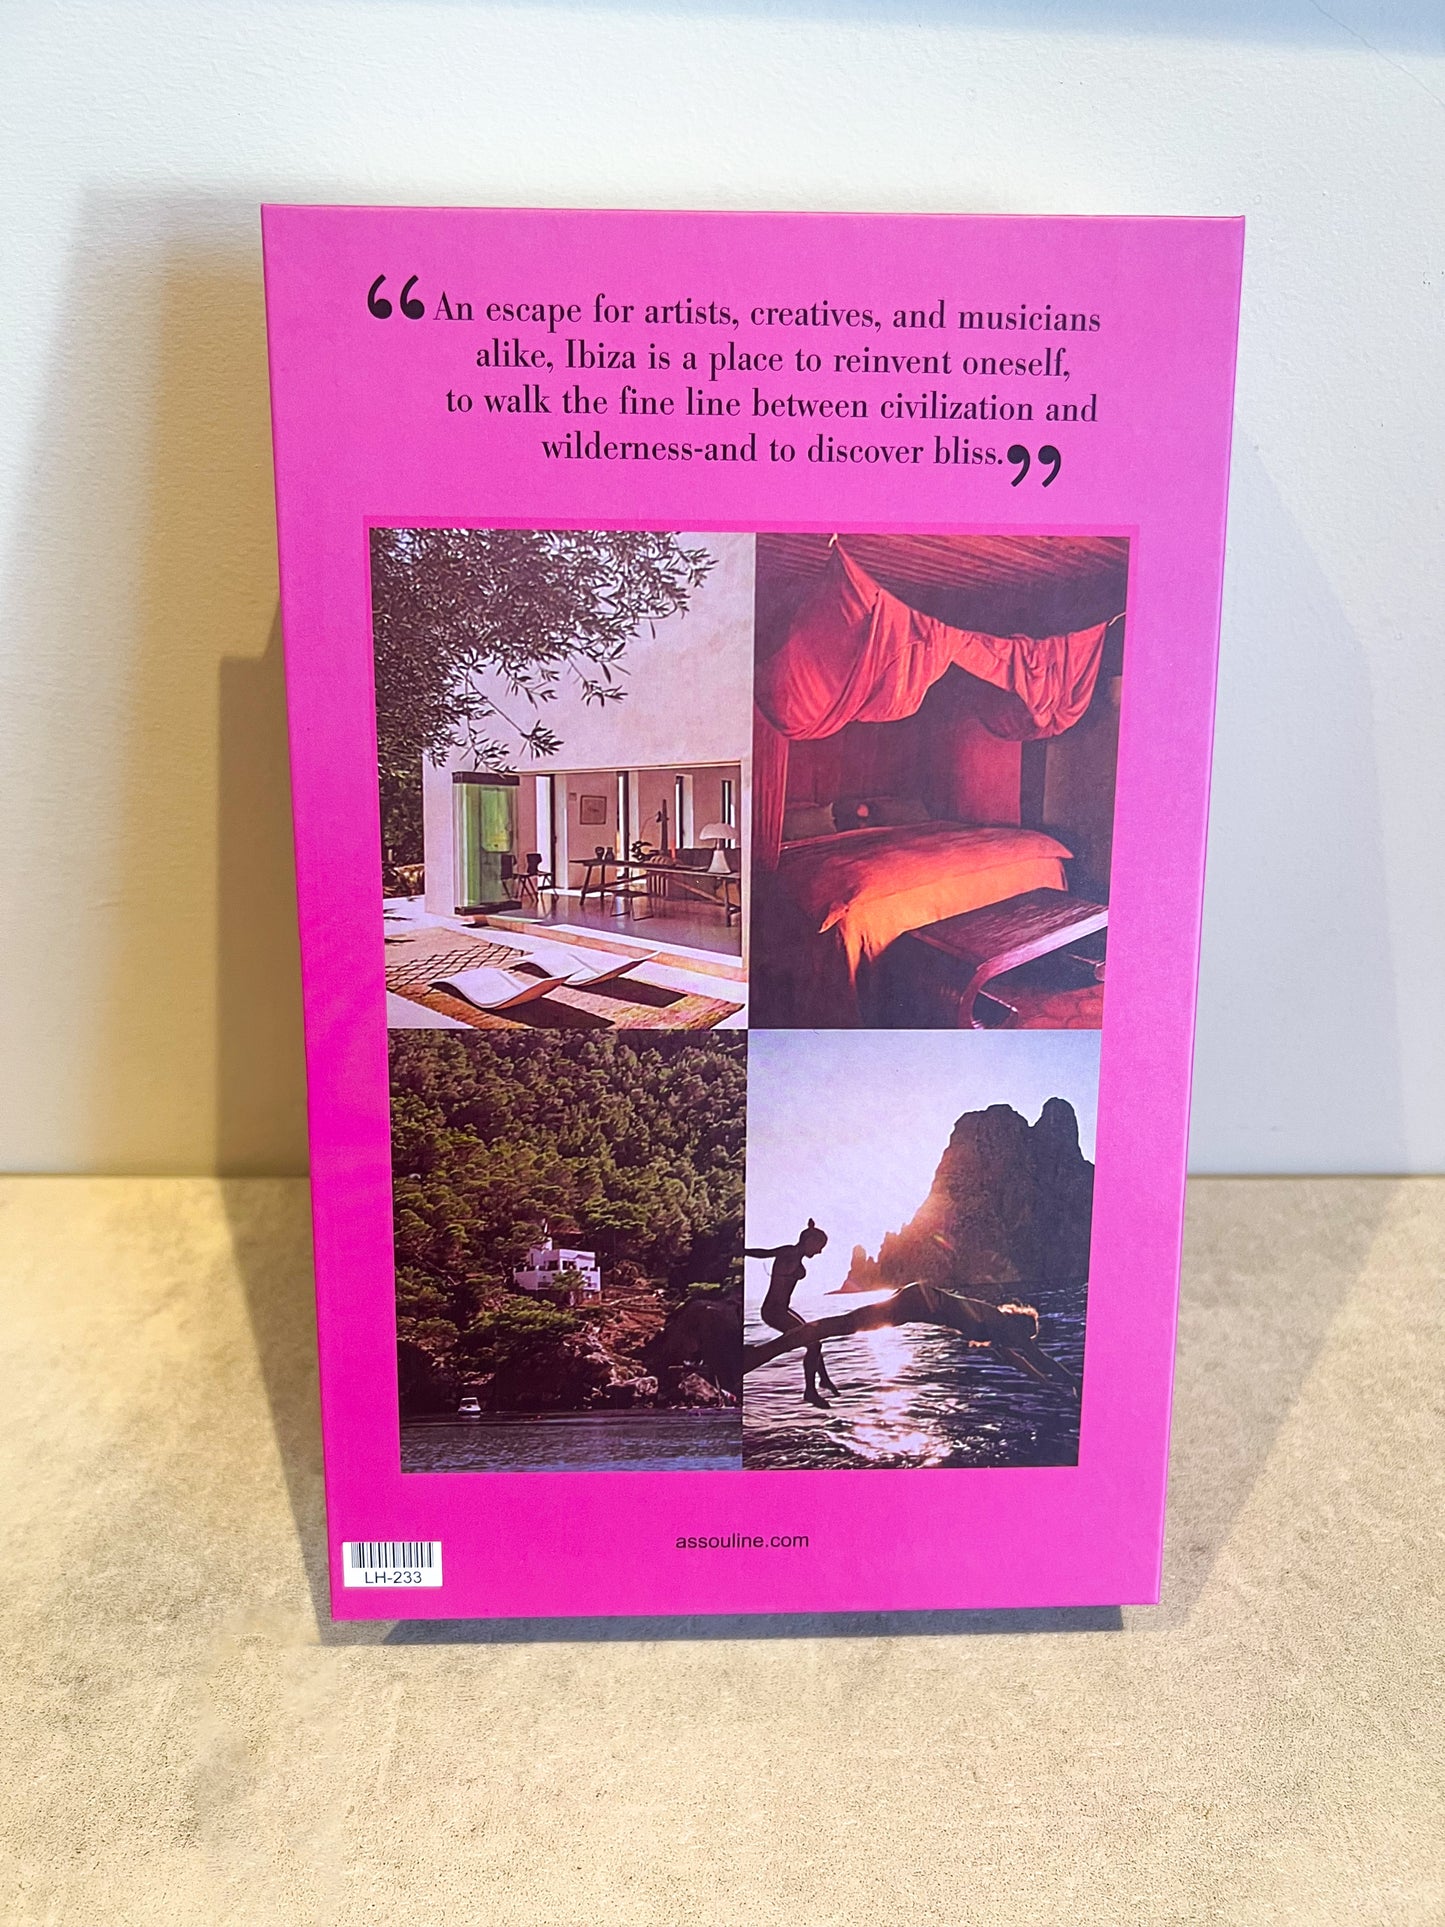 “An escape for artists, creatives, and musicians
alike, Ibiza is a place to reinvent oneself,
to walk the fine line between civilization and
wilderness-and to discover bliss.”
assouline.com
LH-233